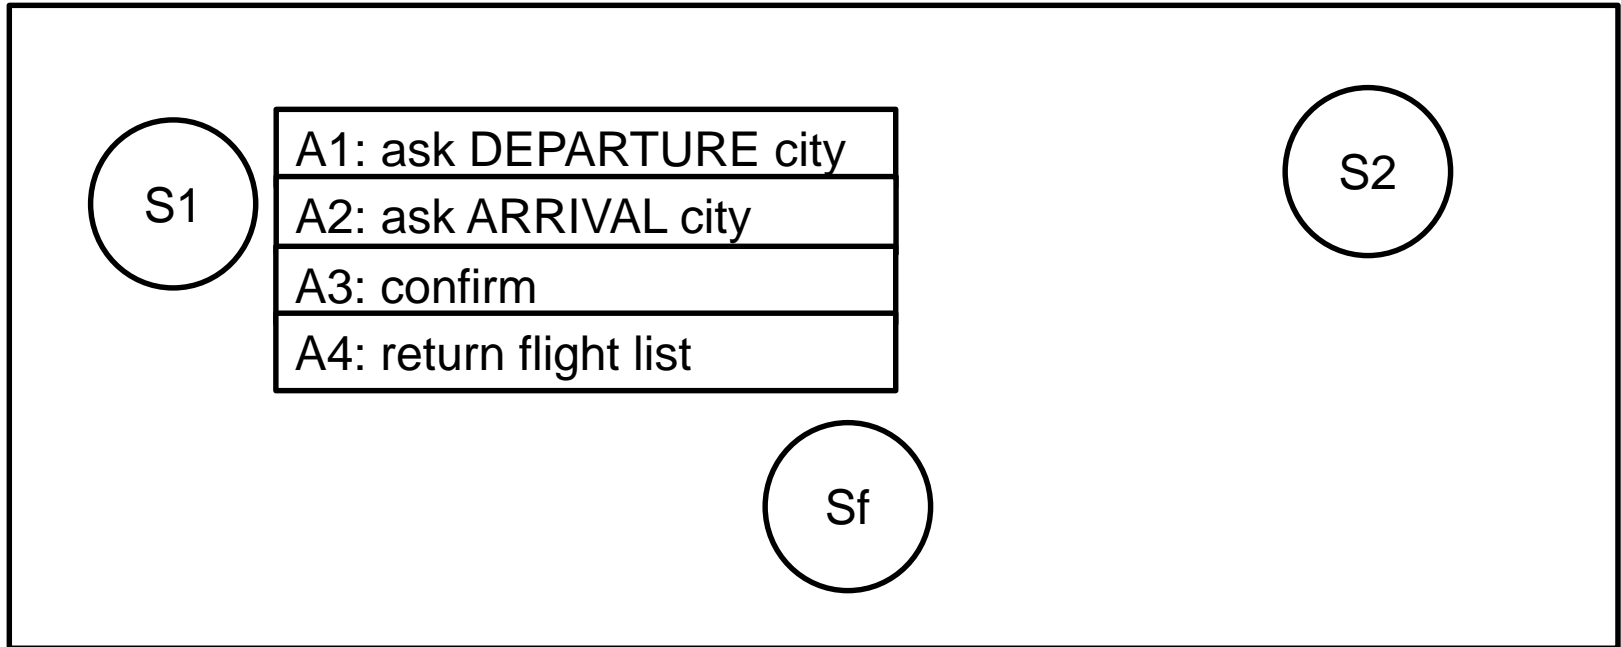 S1
A1: ask DEPARTURE city
A2: ask ARRIVAL city
A3: confirm
A4: return flight list
S2
Sf